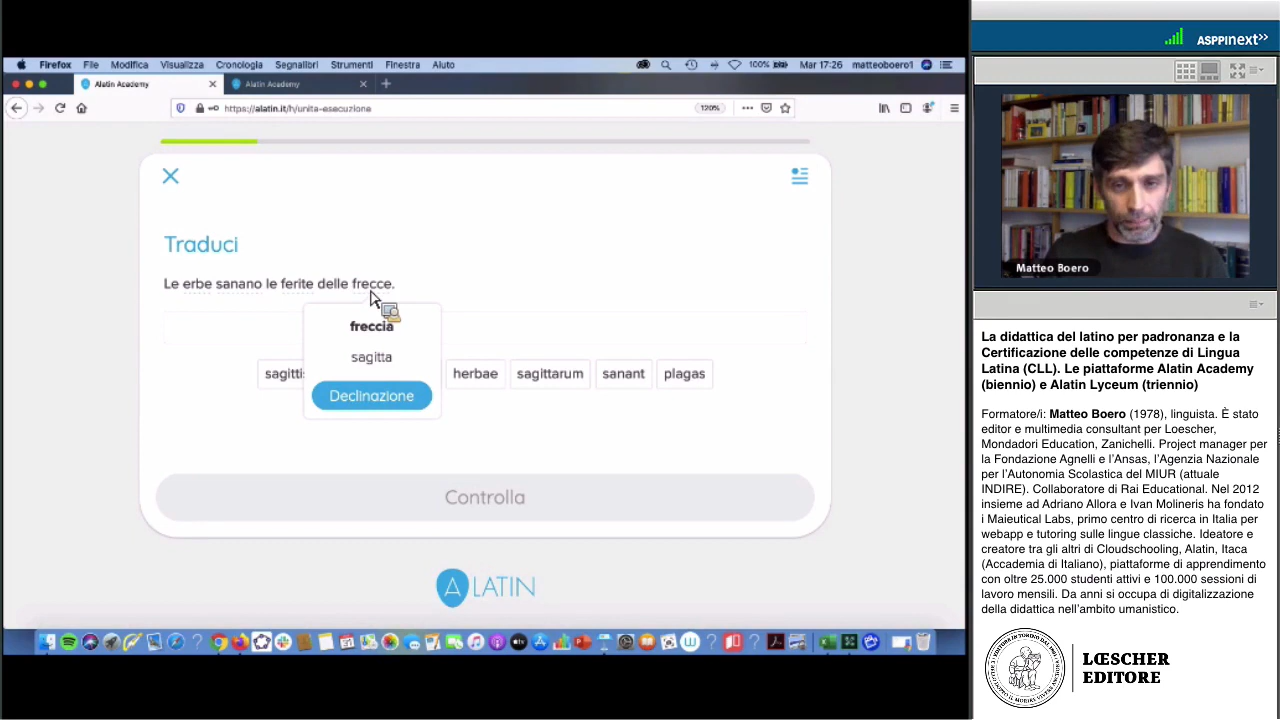 Firefox File Modifica Visualizza Cronologia Segnalibri Strumenti Finestra Aiuto 100% Mar 17:26 matteoboero1
Alatin Academy Alatin Academy
https://alatin.it/h/unita-esecuzione 120%
Traduci
Le erbe sanano le ferite delle frecce.
freccia
sagitta
Declinazione
sagittis herbae sagittarum sanant plagas
Controlla
A LATIN
ASPPInext>>
Matteo Boero
La didattica del latino per padronanza e la
Certificazione delle competenze di Lingua
Latina (CLL). Le piattaforme Alatin Academy
(biennio) e Alatin Lyceum (triennio)
Formatore/i: Matteo Boero (1978), linguista. È stato
editor e multimedia consultant per Loescher,
Mondadori Education, Zanichelli. Project manager per
la Fondazione Agnelli e l'Ansas, l'Agenzia Nazionale
per l'Autonomia Scolastica del MIUR (attuale
INDIRE). Collaboratore di Rai Educational. Nel 2012
insieme ad Adriano Allora e Ivan Molineris ha fondato
i Maieutical Labs, primo centro di ricerca in Italia per
webapp e tutoring sulle lingue classiche. Ideatore e
creatore tra gli altri di Cloudschooling, Alatin, Itaca
(Accademia di Italiano), piattaforme di apprendimento
con oltre 25.000 studenti attivi e 100.000 sessioni di
lavoro mensili. Da anni si occupa di digitalizzazione
della didattica nell'ambito umanistico.
LŒSCHER
EDITORE